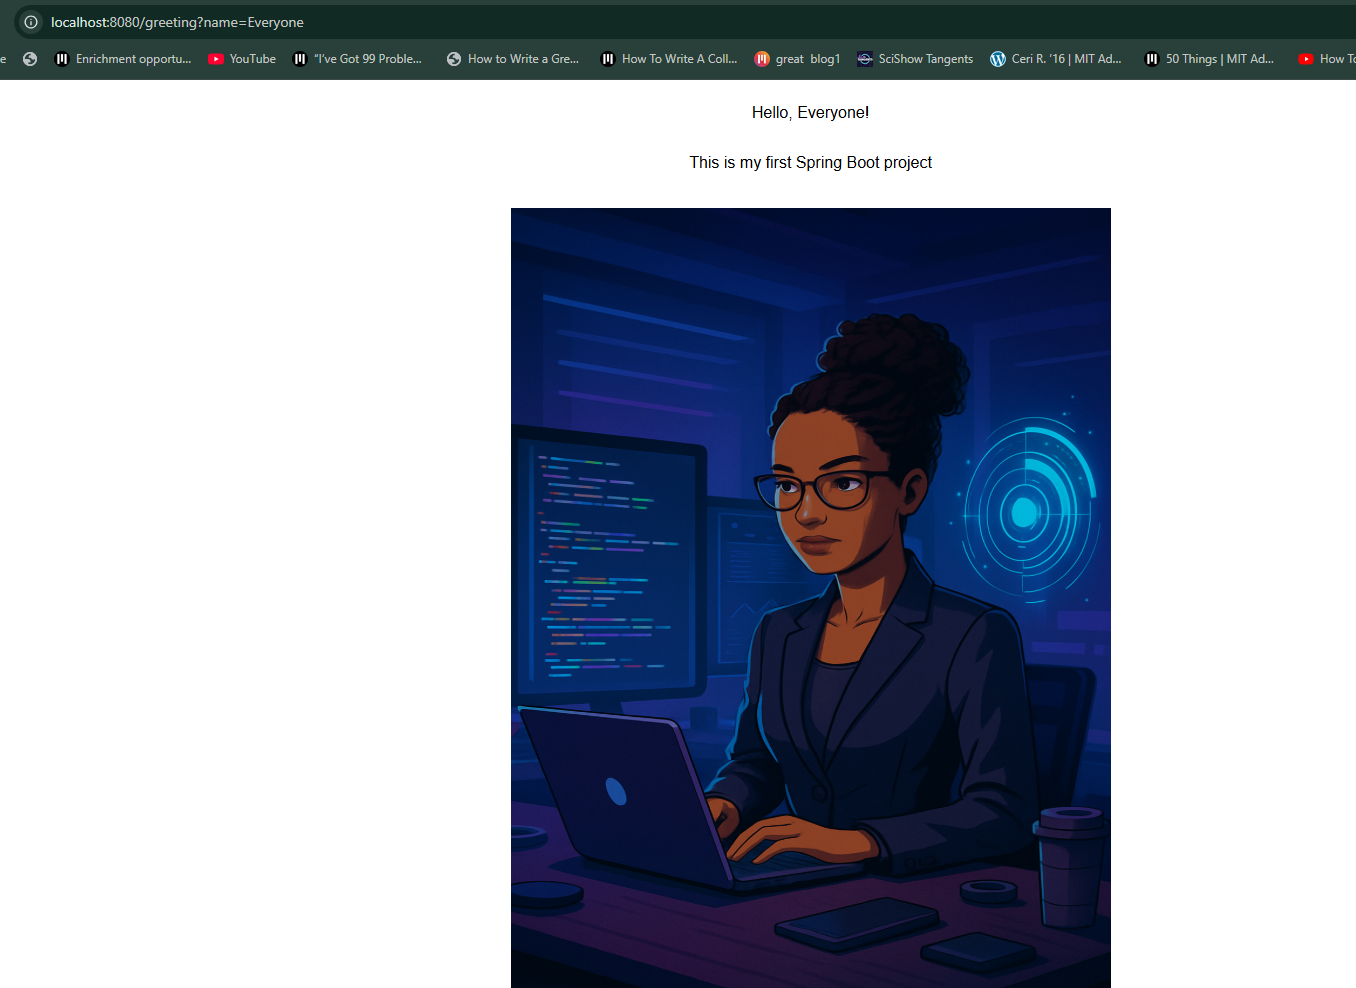 localhost:8080/greeting?name=Everyone
e Enrichment opportu... YouTube "I've Got 99 Proble... How to Write a Gre... How To Write A Coll... great blog1 SciShow Tangents Ceri R. '16 | MIT Ad... 50 Things | MIT Ad... How To
Hello, Everyone!
This is my first Spring Boot project